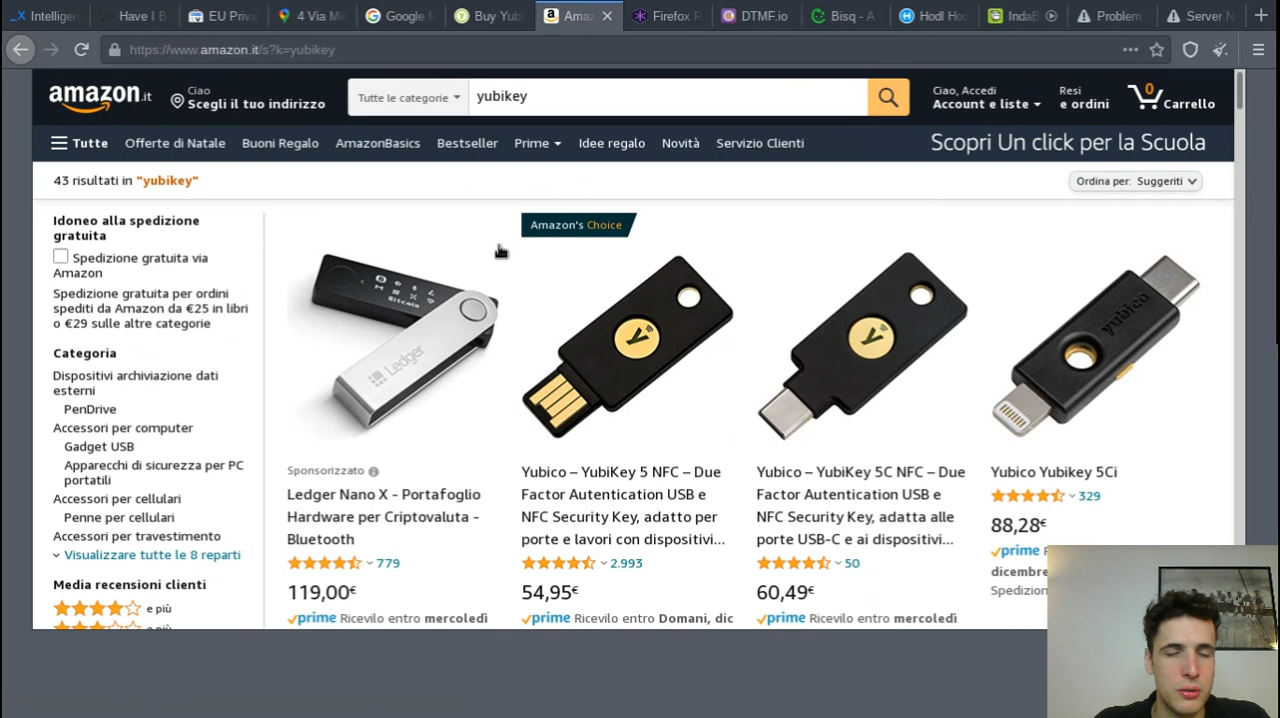 Intelligen
Have I B
EU Priva
4 Via Mi
Google M
Buy Yubi
Amaz
Firefox P
DTMF.io
Bisq - A
Hodl Hod
IndaB
Problem
Server N
https://www.amazon.it/s?k=yubikey
amazon.it
Ciao
Scegli il tuo indirizzo
Tutte le categorie
yubikey
Ciao, Accedi
Account e liste
Resi
e ordini
0
Carrello
Tutte
Offerte di Natale
Buoni Regalo
AmazonBasics
Bestseller
Prime
Idee regalo
Novità
Servizio Clienti
Scopri Un click per la Scuola
43 risultati in "yubikey"
Ordina per: Suggeriti
Idoneo alla spedizione
gratuita
Spedizione gratuita via
Amazon
Spedizione gratuita per ordini
spediti da Amazon da €25 in libri
o €29 sulle altre categorie
Categoria
Dispositivi archiviazione dati
esterni
PenDrive
Accessori per computer
Gadget USB
Apparecchi di sicurezza per PC
portatili
Accessori per cellulari
Penne per cellulari
Accessori per travestimento
Visualizzare tutte le 8 reparti
Media recensioni clienti
e più
e più
Bitcoin
Ledger
Sponsorizzato
Ledger Nano X - Portafoglio
Hardware per Criptovaluta -
Bluetooth
779
119,00€
prime Ricevilo entro mercoledì
Amazon's Choice
y
Yubico – YubiKey 5 NFC – Due
Factor Autentication USB e
NFC Security Key, adatto per
porte e lavori con dispositivi...
2.993
54,95€
prime Ricevilo entro Domani, dic
y
Yubico – YubiKey 5C NFC – Due
Factor Autentication USB e
NFC Security Key, adatta alle
porte USB-C e ai dispositivi...
50
60,49€
prime Ricevilo entro mercoledì
yubico
Yubico Yubikey 5Ci
329
88,28€
prime R
dicembre
Spedizion